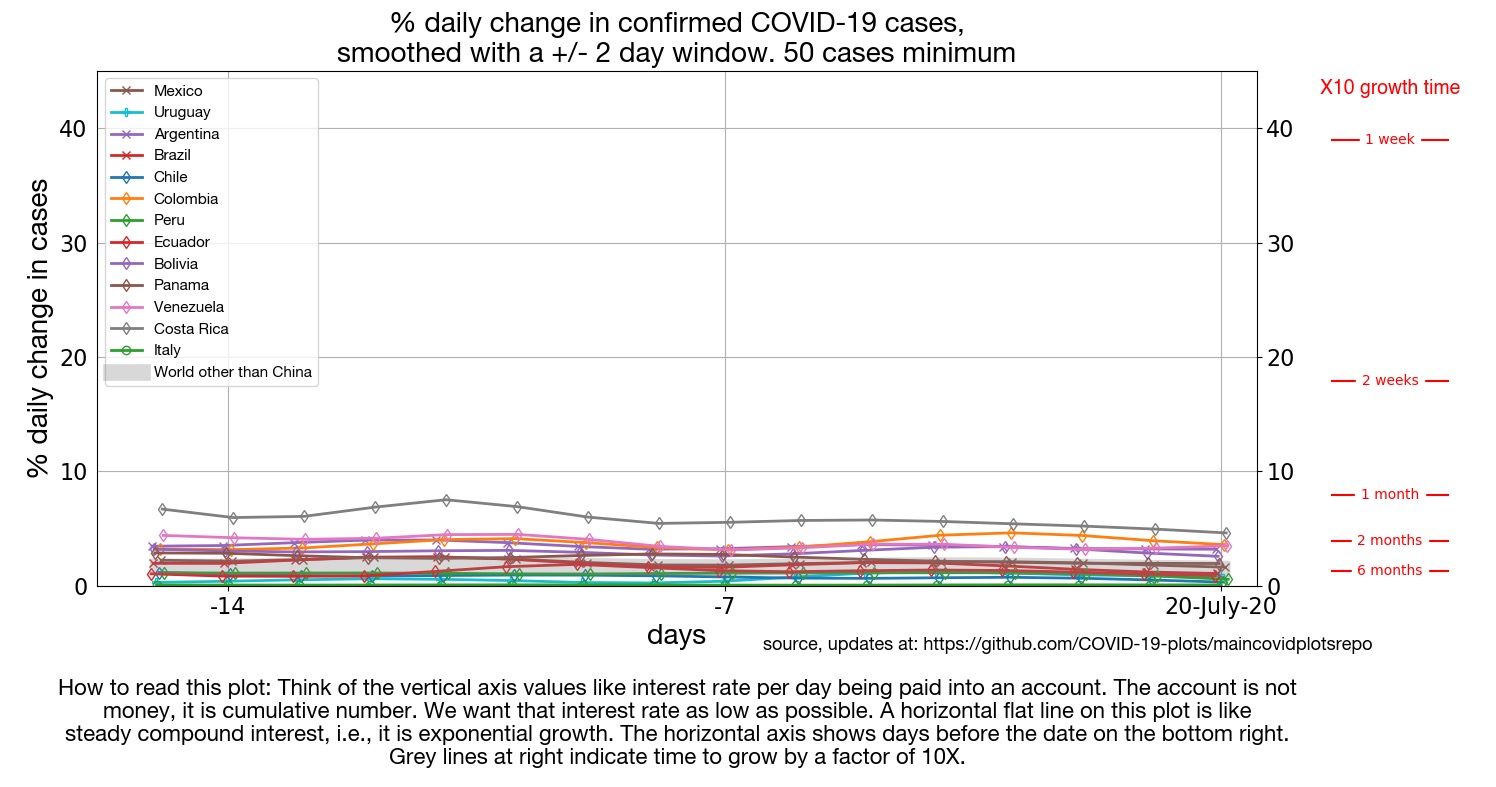 % daily change in confirmed COVID-19 cases,
smoothed with a +/- 2 day window. 50 cases minimum
% daily change in cases
40
30
20
10
0
Mexico
Uruguay
Argentina
Brazil
Chile
Colombia
Peru
Ecuador
Bolivia
Panama
Venezuela
Costa Rica
Italy
World other than China
40
30
20
10
0
X10 growth time
1 week
2 weeks
1 month
2 months
6 months
-14
-7
20-July-20
days
source, updates at: https://github.com/COVID-19-plots/maincovidplotsrepo
How to read this plot: Think of the vertical axis values like interest rate per day being paid into an account. The account is not
money, it is cumulative number. We want that interest rate as low as possible. A horizontal flat line on this plot is like
steady compound interest, i.e., it is exponential growth. The horizontal axis shows days before the date on the bottom right.
Grey lines at right indicate time to grow by a factor of 10X.